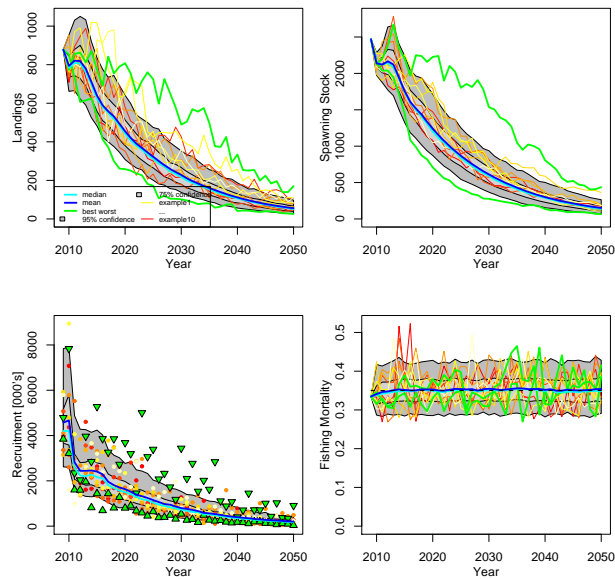 Landings
0 200 400 600 800 1000
2010 2020 2030 2040 2050
Year
median
mean
best worst
95% confidence
75% confidence
example1
...
example10
Spawning Stock
0 500 1000 2000
2010 2020 2030 2040 2050
Year
Recruitment [000's]
0 2000 4000 6000 8000
2010 2020 2030 2040 2050
Year
Fishing Mortality
0.0 0.1 0.2 0.3 0.4 0.5
2010 2020 2030 2040 2050
Year